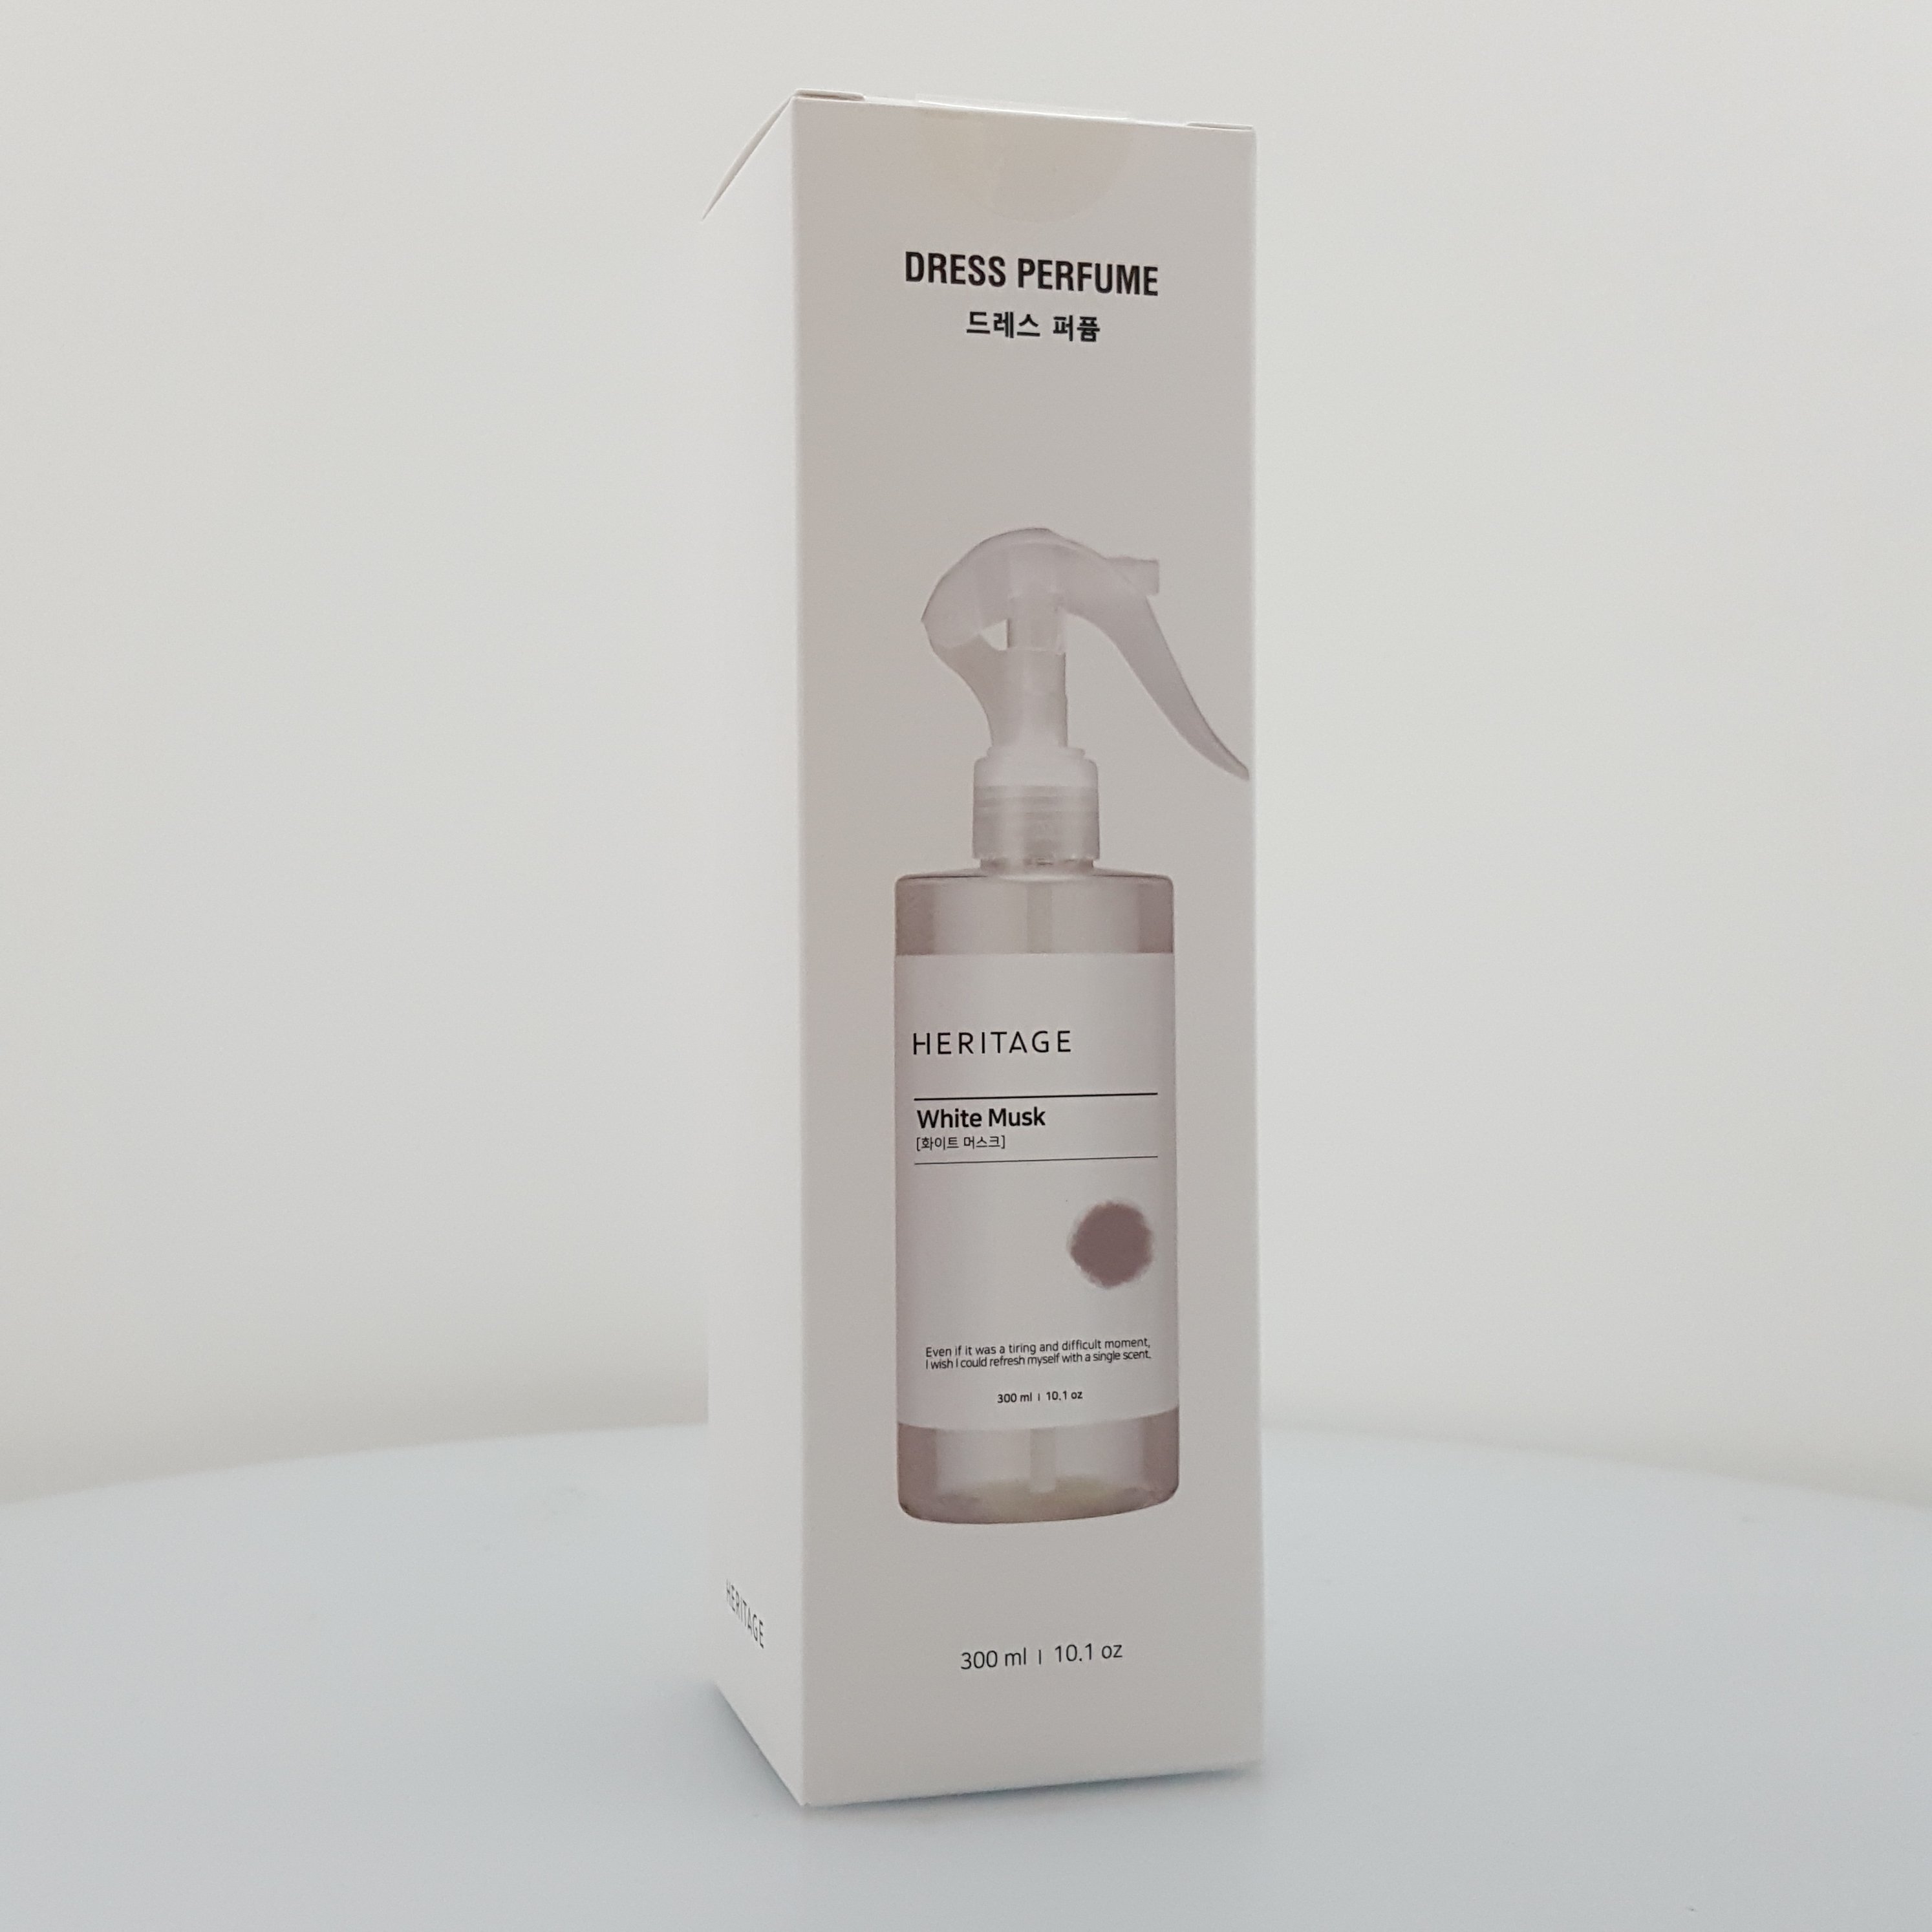 DRESS PERFUME
드레스 퍼퓸
HERITAGE
White Musk
[화이트 머스크]
Even if it was a tiring and difficult moment,
I wish I could refresh myself with a single scent.
300 ml | 10.1 oz
HERITAGE
300 ml | 10.1 oz